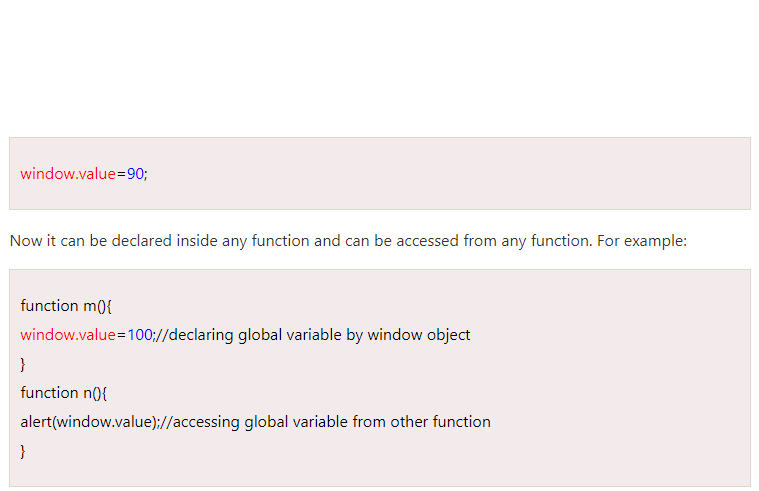 window.value=90;
Now it can be declared inside any function and can be accessed from any function. For example:
function m(){
window.value=100;//declaring global variable by window object
}
function n(){
alert(window.value);//accessing global variable from other function
}